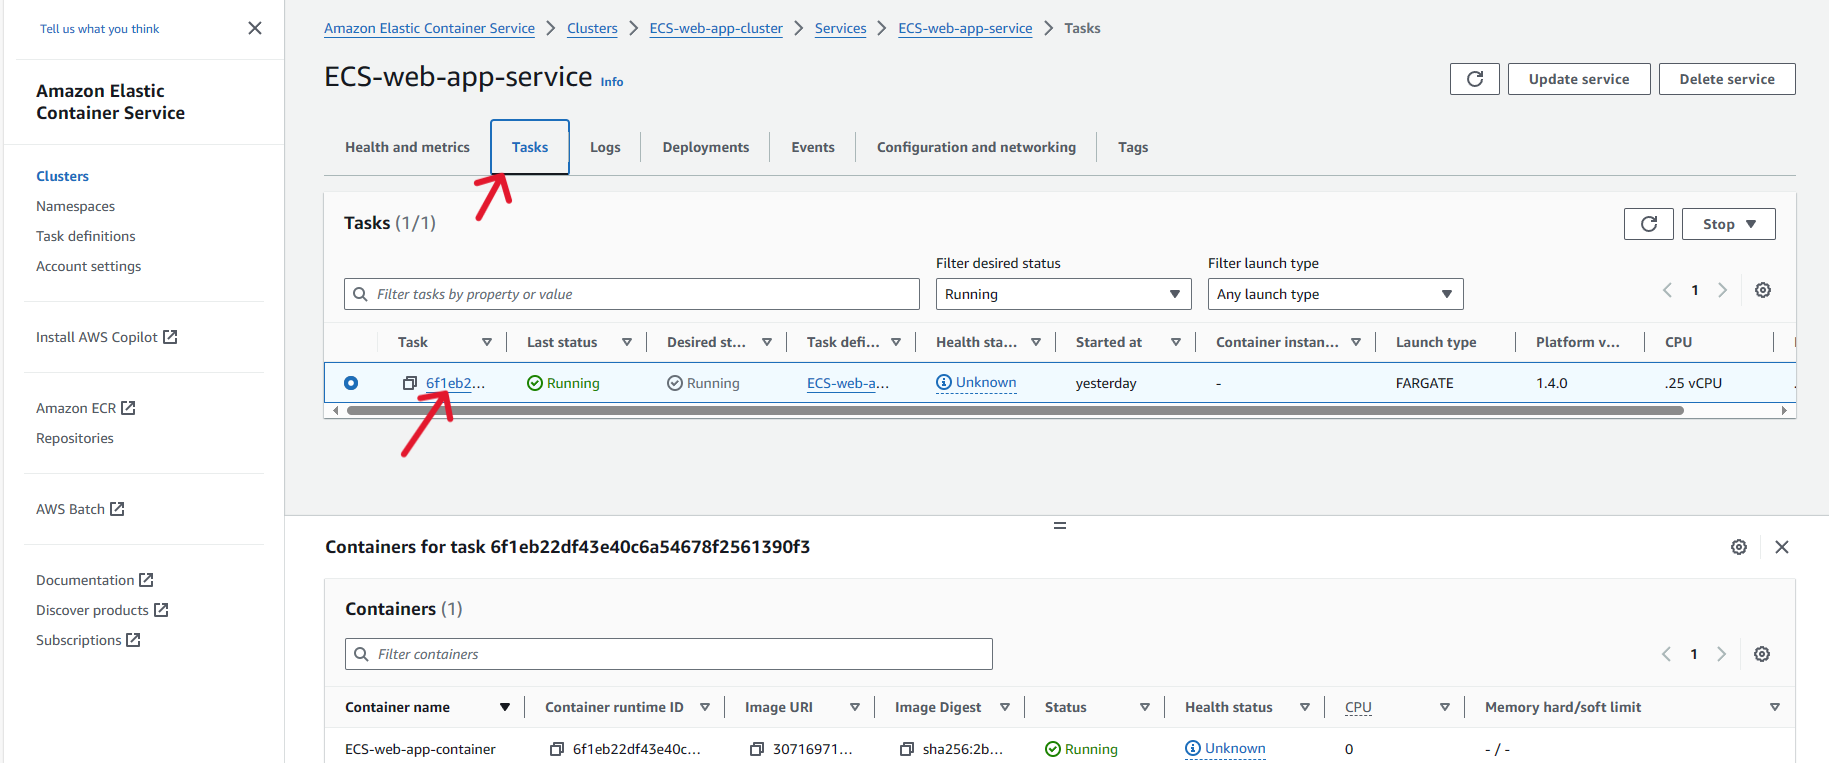 Tell us what you think
Amazon Elastic Container Service
Clusters
Namespaces
Task definitions
Account settings
Install AWS Copilot
Amazon ECR
Repositories
AWS Batch
Documentation
Discover products
Subscriptions
Amazon Elastic Container Service > Clusters > ECS-web-app-cluster > Services > ECS-web-app-service > Tasks
ECS-web-app-service Info
Update service Delete service
Health and metrics Tasks Logs Deployments Events Configuration and networking Tags
Tasks (1/1)
Stop
Filter desired status Filter launch type
Filter tasks by property or value Running Any launch type 1
Task Last status Desired st... Task defi... Health sta... Started at Container instan... Launch type Platform v... CPU
6f1eb2... Running Running ECS-web-a... Unknown yesterday - FARGATE 1.4.0 .25 vCPU
Containers for task 6f1eb22df43e40c6a54678f2561390f3
Containers (1)
Filter containers 1
Container name Container runtime ID Image URI Image Digest Status Health status CPU Memory hard/soft limit
ECS-web-app-container 6f1eb22df43e40c... 30716971... sha256:2b... Running Unknown 0 - / -